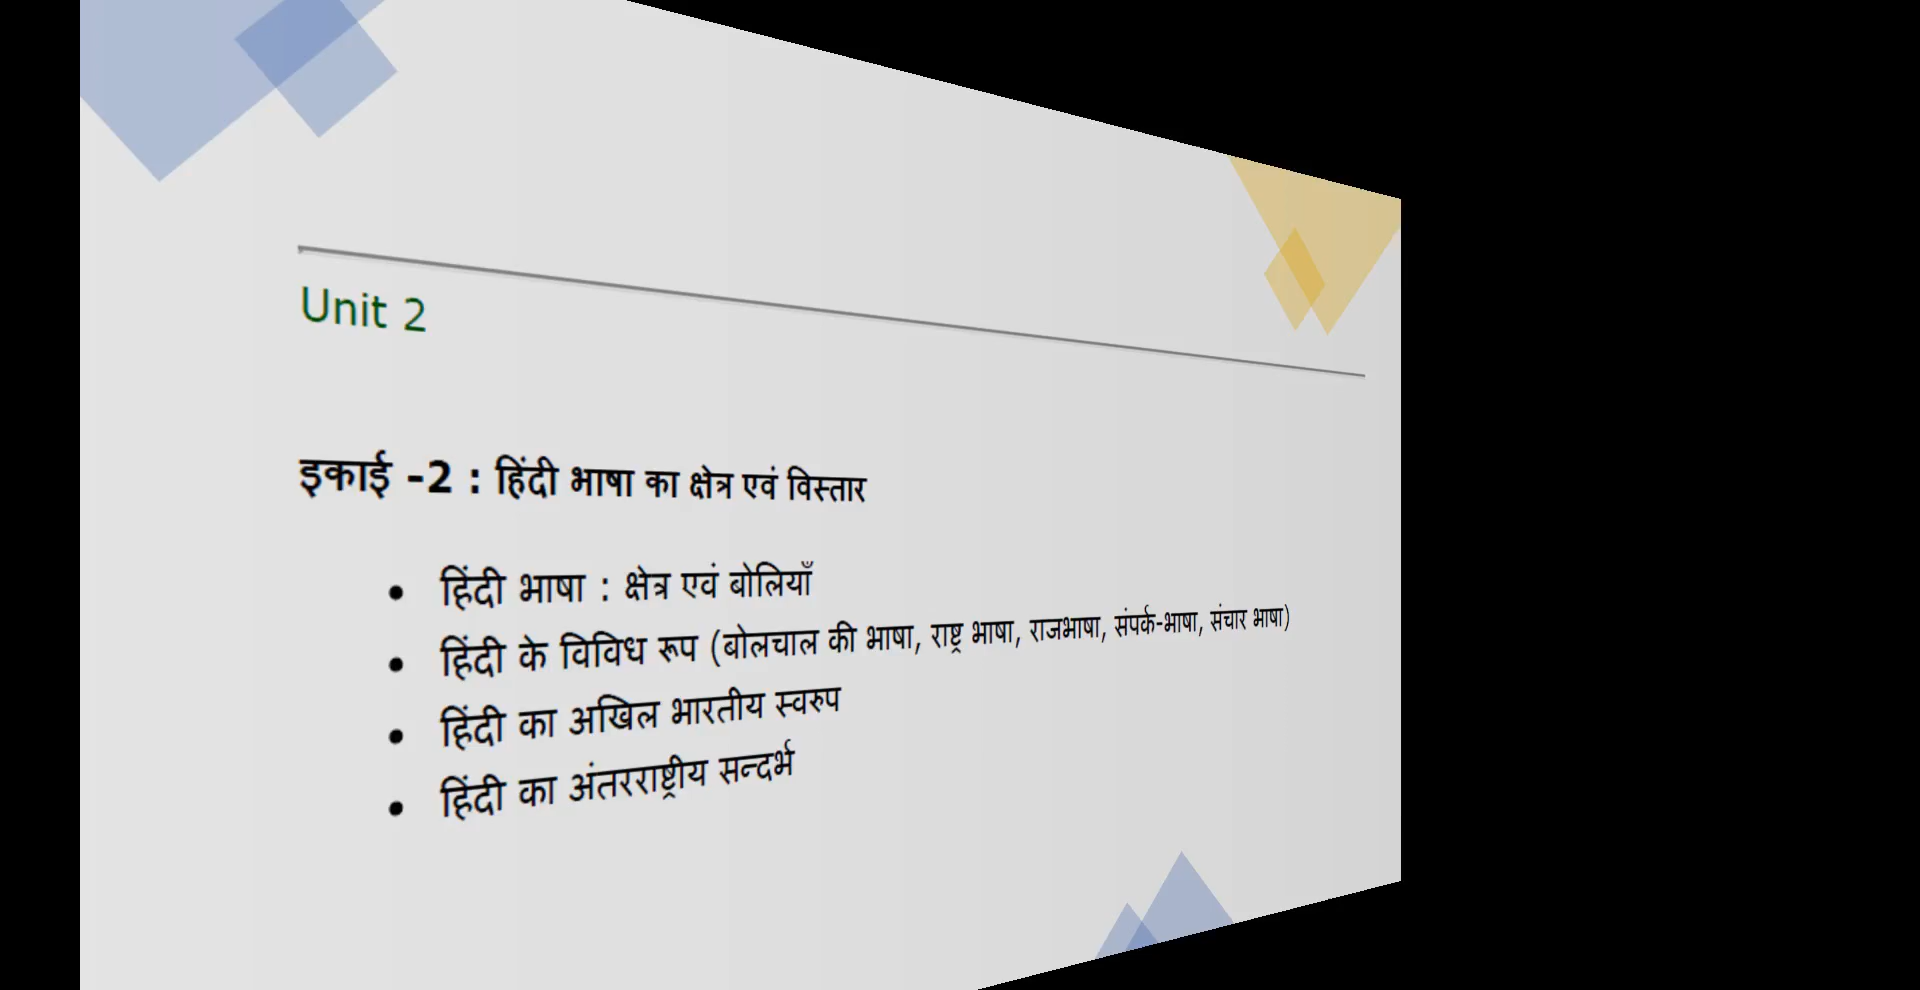 Unit 2
इकाई -2 : हिंदी भाषा का क्षेत्र एवं विस्तार
• हिंदी भाषा : क्षेत्र एवं बोलियाँ
• हिंदी के विविध रूप (बोलचाल की भाषा, राष्ट्र भाषा, राजभाषा, संपर्क-भाषा, संचार भाषा)
• हिंदी का अखिल भारतीय स्वरुप
• हिंदी का अंतरराष्ट्रीय सन्दर्भ